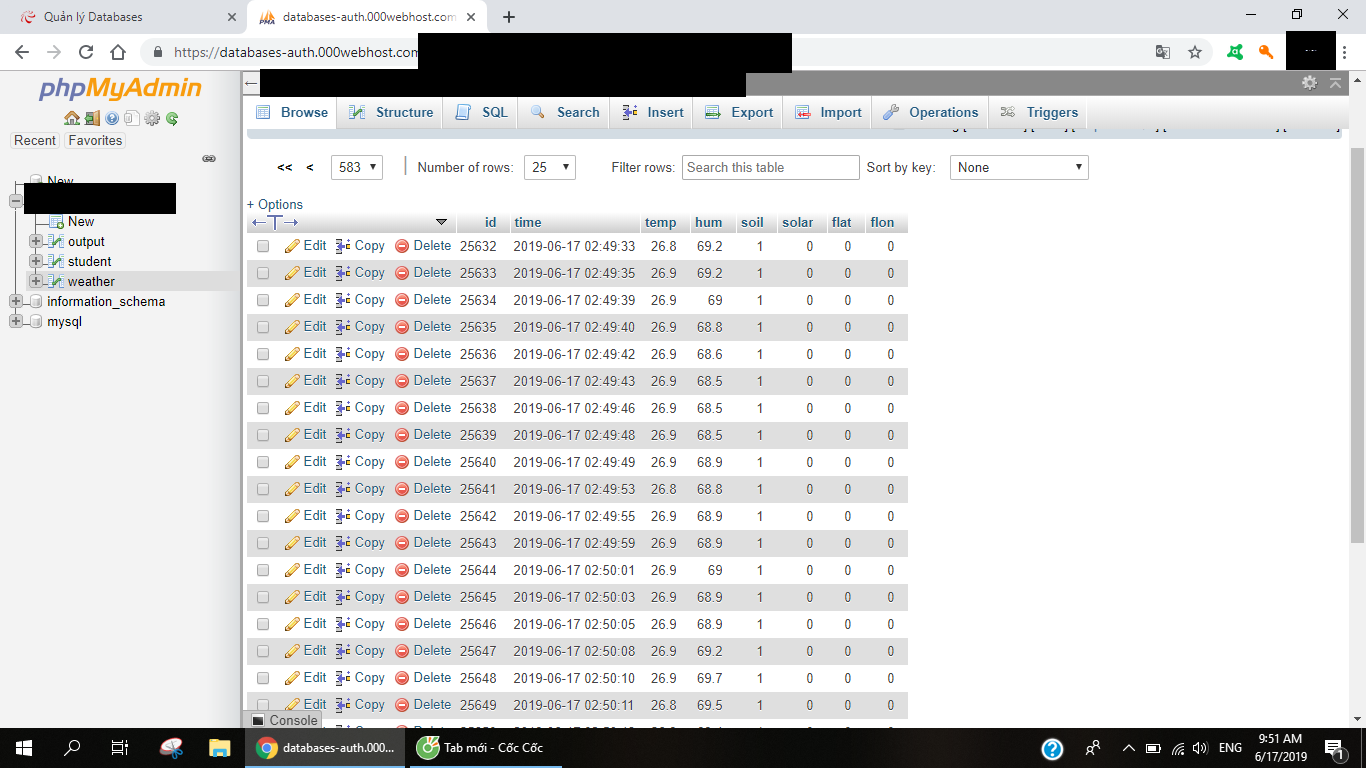 Quản lý Databases
databases-auth.000webhost.com
https://databases-auth.000webhost.com
phpMyAdmin
Recent Favorites
New
New
output
student
weather
information_schema
mysql
Browse Structure SQL Search Insert Export Import Operations Triggers
<< < 583 Number of rows: 25 Filter rows: Search this table Sort by key: None
+ Options
id time temp hum soil solar flat flon
Edit Copy Delete 25632 2019-06-17 02:49:33 26.8 69.2 1 0 0 0
Edit Copy Delete 25633 2019-06-17 02:49:35 26.9 69.2 1 0 0 0
Edit Copy Delete 25634 2019-06-17 02:49:39 26.9 69 1 0 0 0
Edit Copy Delete 25635 2019-06-17 02:49:40 26.9 68.8 1 0 0 0
Edit Copy Delete 25636 2019-06-17 02:49:42 26.9 68.6 1 0 0 0
Edit Copy Delete 25637 2019-06-17 02:49:43 26.9 68.5 1 0 0 0
Edit Copy Delete 25638 2019-06-17 02:49:46 26.9 68.5 1 0 0 0
Edit Copy Delete 25639 2019-06-17 02:49:48 26.9 68.5 1 0 0 0
Edit Copy Delete 25640 2019-06-17 02:49:49 26.9 68.9 1 0 0 0
Edit Copy Delete 25641 2019-06-17 02:49:53 26.8 68.8 1 0 0 0
Edit Copy Delete 25642 2019-06-17 02:49:55 26.9 68.9 1 0 0 0
Edit Copy Delete 25643 2019-06-17 02:49:59 26.9 68.9 1 0 0 0
Edit Copy Delete 25644 2019-06-17 02:50:01 26.9 69 1 0 0 0
Edit Copy Delete 25645 2019-06-17 02:50:03 26.9 68.9 1 0 0 0
Edit Copy Delete 25646 2019-06-17 02:50:05 26.9 68.9 1 0 0 0
Edit Copy Delete 25647 2019-06-17 02:50:08 26.9 69.2 1 0 0 0
Edit Copy Delete 25648 2019-06-17 02:50:10 26.9 69.7 1 0 0 0
Edit Copy Delete 25649 2019-06-17 02:50:11 26.8 69.5 1 0 0 0
Console
databases-auth.000... Tab mới - Cốc Cốc ENG 9:51 AM
6/17/2019 1